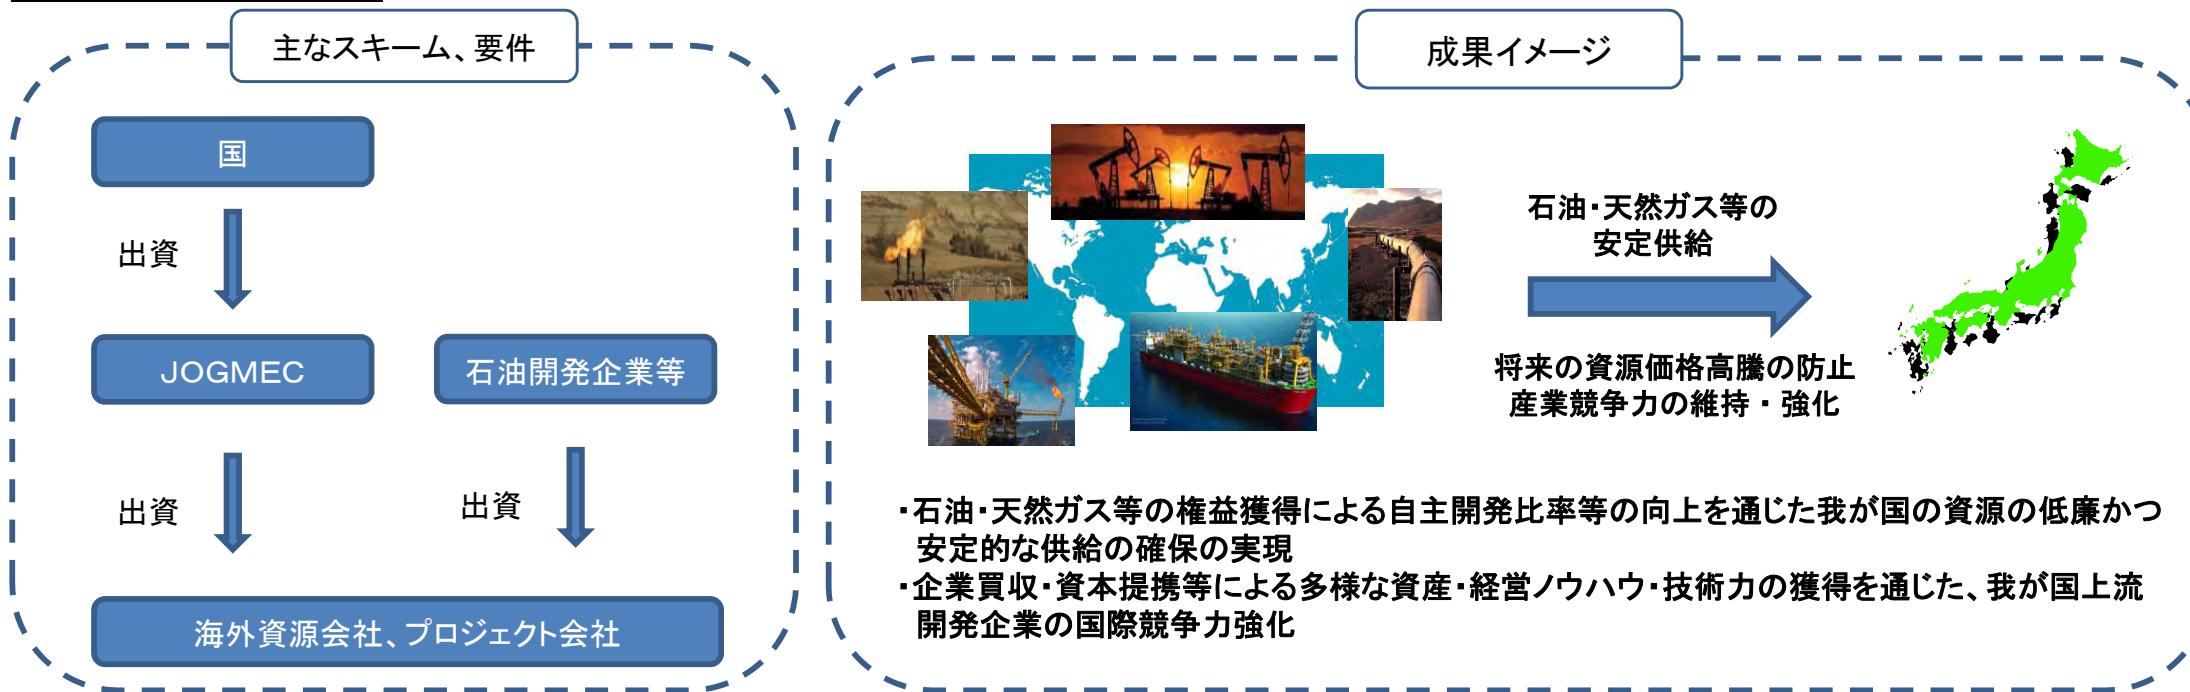 主なスキーム、要件
国
出資
JOGMEC
石油開発企業等
出資
出資
海外資源会社、プロジェクト会社
成果イメージ
石油・天然ガス等の
安定供給
将来の資源価格高騰の防止
産業競争力の維持・強化
・石油・天然ガス等の権益獲得による自主開発比率等の向上を通じた我が国の資源の低廉かつ
安定的な供給の確保の実現
・企業買収・資本提携等による多様な資産・経営ノウハウ・技術力の獲得を通じた、我が国上流
開発企業の国際競争力強化